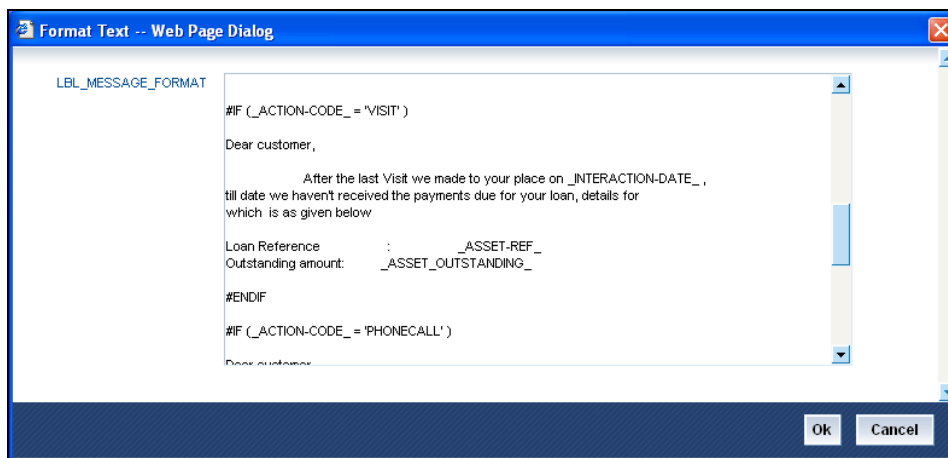 Format Text -- Web Page Dialog
LBL_MESSAGE_FORMAT
#IF (_ACTION-CODE_ = 'VISIT' )
Dear customer,
After the last Visit we made to your place on _INTERACTION-DATE_ ,
till date we haven't received the payments due for your loan, details for
which  is as given below
Loan Reference : _ASSET-REF_
Outstanding amount: _ASSET_OUTSTANDING_
#ENDIF
#IF (_ACTION-CODE_ = 'PHONECALL' )
Dear customer
Ok Cancel